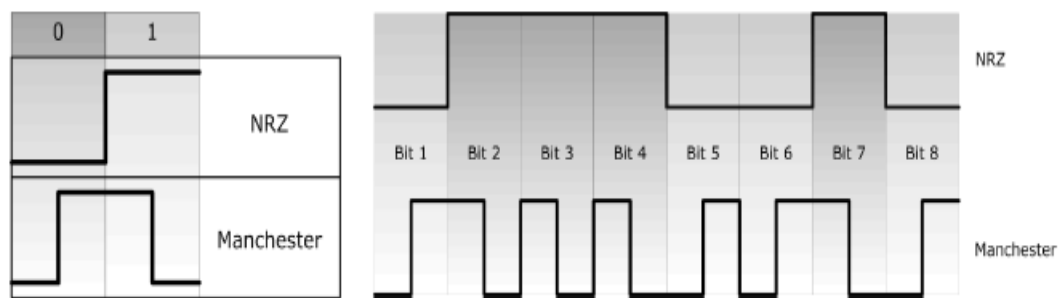 0 1
NRZ
Manchester
NRZ
Bit 1 Bit 2 Bit 3 Bit 4 Bit 5 Bit 6 Bit 7 Bit 8
Manchester